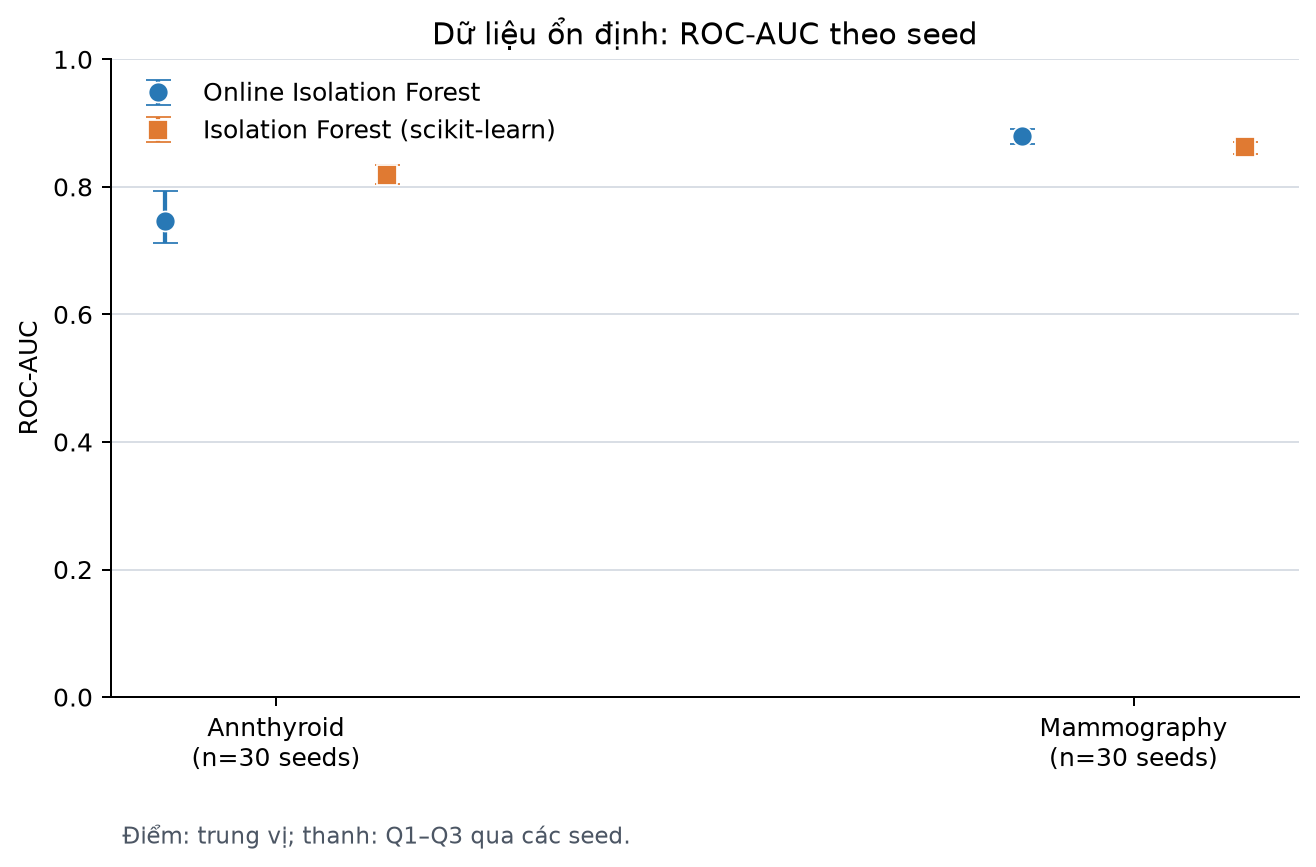 Dữ liệu ổn định: ROC-AUC theo seed
Online Isolation Forest
Isolation Forest (scikit-learn)
ROC-AUC
1.0
0.8
0.6
0.4
0.2
0.0
Annthyroid
(n=30 seeds)
Mammography
(n=30 seeds)
Điểm: trung vị; thanh: Q1–Q3 qua các seed.